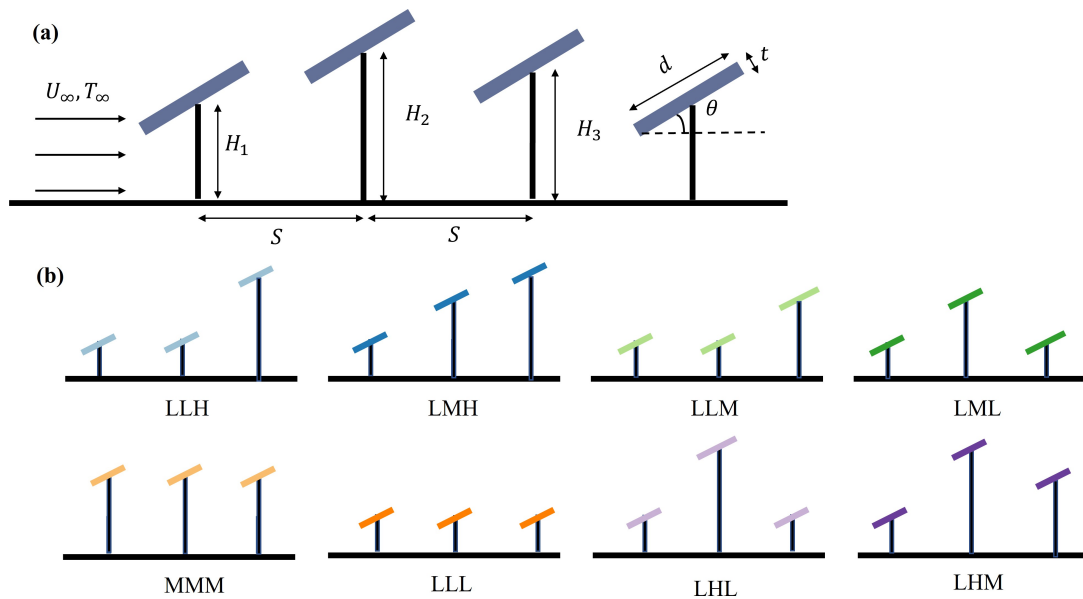 (a)
U∞, T∞
H₁
H₂
H₃
d
t
θ
S
S
(b)
LLH
LMH
LLM
LML
MMM
LLL
LHL
LHM